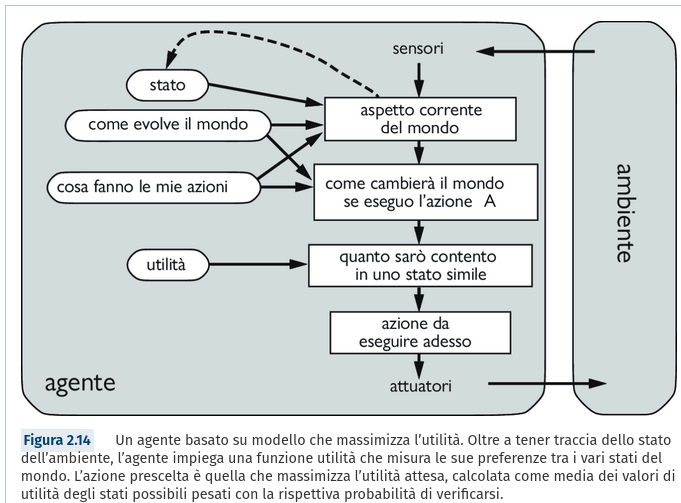 sensori
stato
aspetto corrente
del mondo
come evolve il mondo
cosa fanno le mie azioni
come cambierà il mondo
se eseguo l'azione A
ambiente
utilità
quanto sarò contento
in uno stato simile
azione da
eseguire adesso
agente
attuatori
Figura 2.14 Un agente basato su modello che massimizza l'utilità. Oltre a tener traccia dello stato
dell'ambiente, l'agente impiega una funzione utilità che misura le sue preferenze tra i vari stati del
mondo. L'azione prescelta è quella che massimizza l'utilità attesa, calcolata come media dei valori di
utilità degli stati possibili pesati con la rispettiva probabilità di verificarsi.